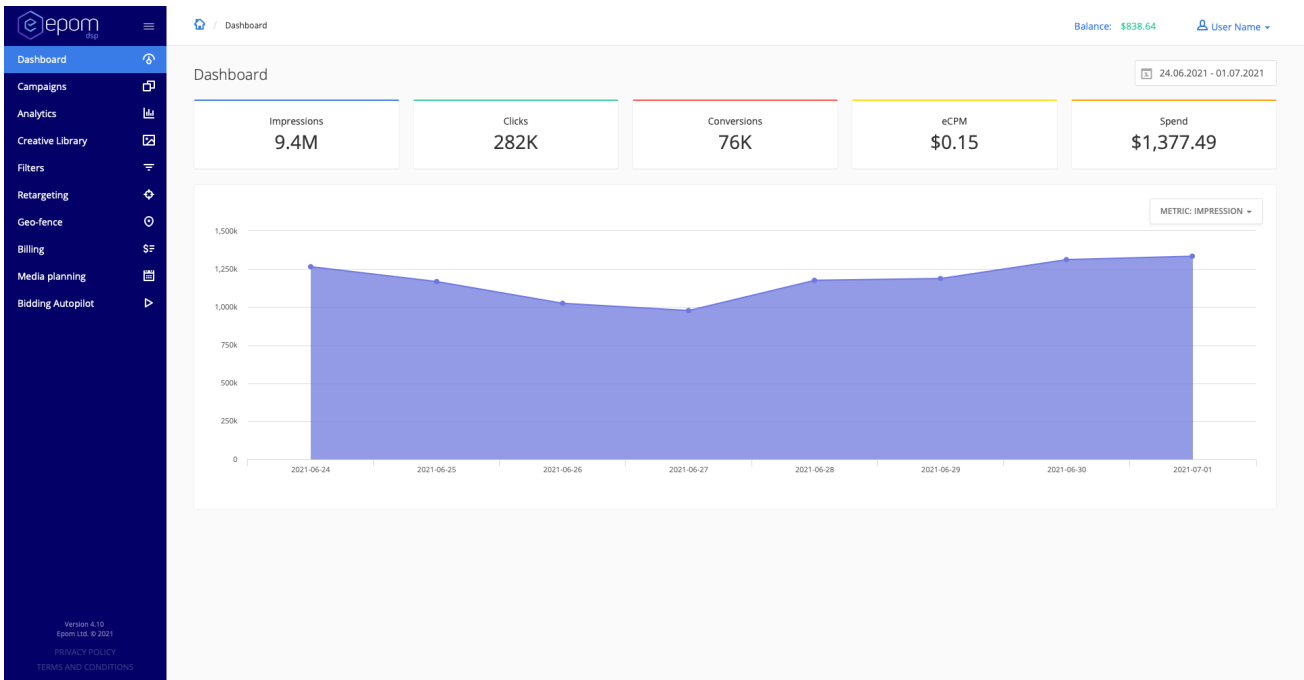 epom
dsp
Dashboard
Campaigns
Analytics
Creative Library
Filters
Retargeting
Geo-fence
Billing
Media planning
Bidding Autopilot
Version 4.10
Epom Ltd. © 2021
PRIVACY POLICY
TERMS AND CONDITIONS
/ Dashboard
Balance: $838.64
User Name
Dashboard
24.06.2021 - 01.07.2021
Impressions
9.4M
Clicks
282K
Conversions
76K
eCPM
$0.15
Spend
$1,377.49
METRIC: IMPRESSION
1,500k
1,250k
1,000k
750k
500k
250k
0
2021-06-24 2021-06-25 2021-06-26 2021-06-27 2021-06-28 2021-06-29 2021-06-30 2021-07-01